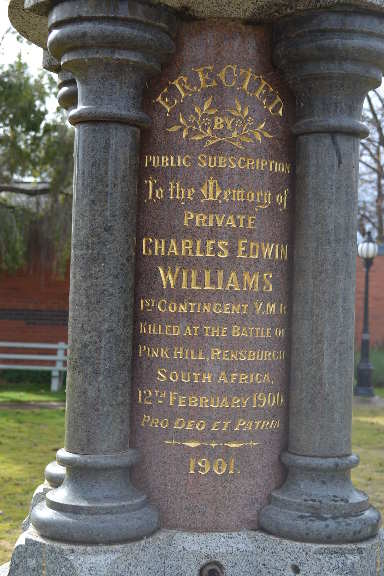 ERECTED
BY
PUBLIC SUBSCRIPTION
To the Memory of
PRIVATE
CHARLES EDWIN
WILLIAMS
1ST CONTINGENT V.M.R
KILLED AT THE BATTLE OF
PINK HILL, RENSBURG
SOUTH AFRICA,
12TH FEBRUARY 1900
PRO DEO ET PATRIA
1901.